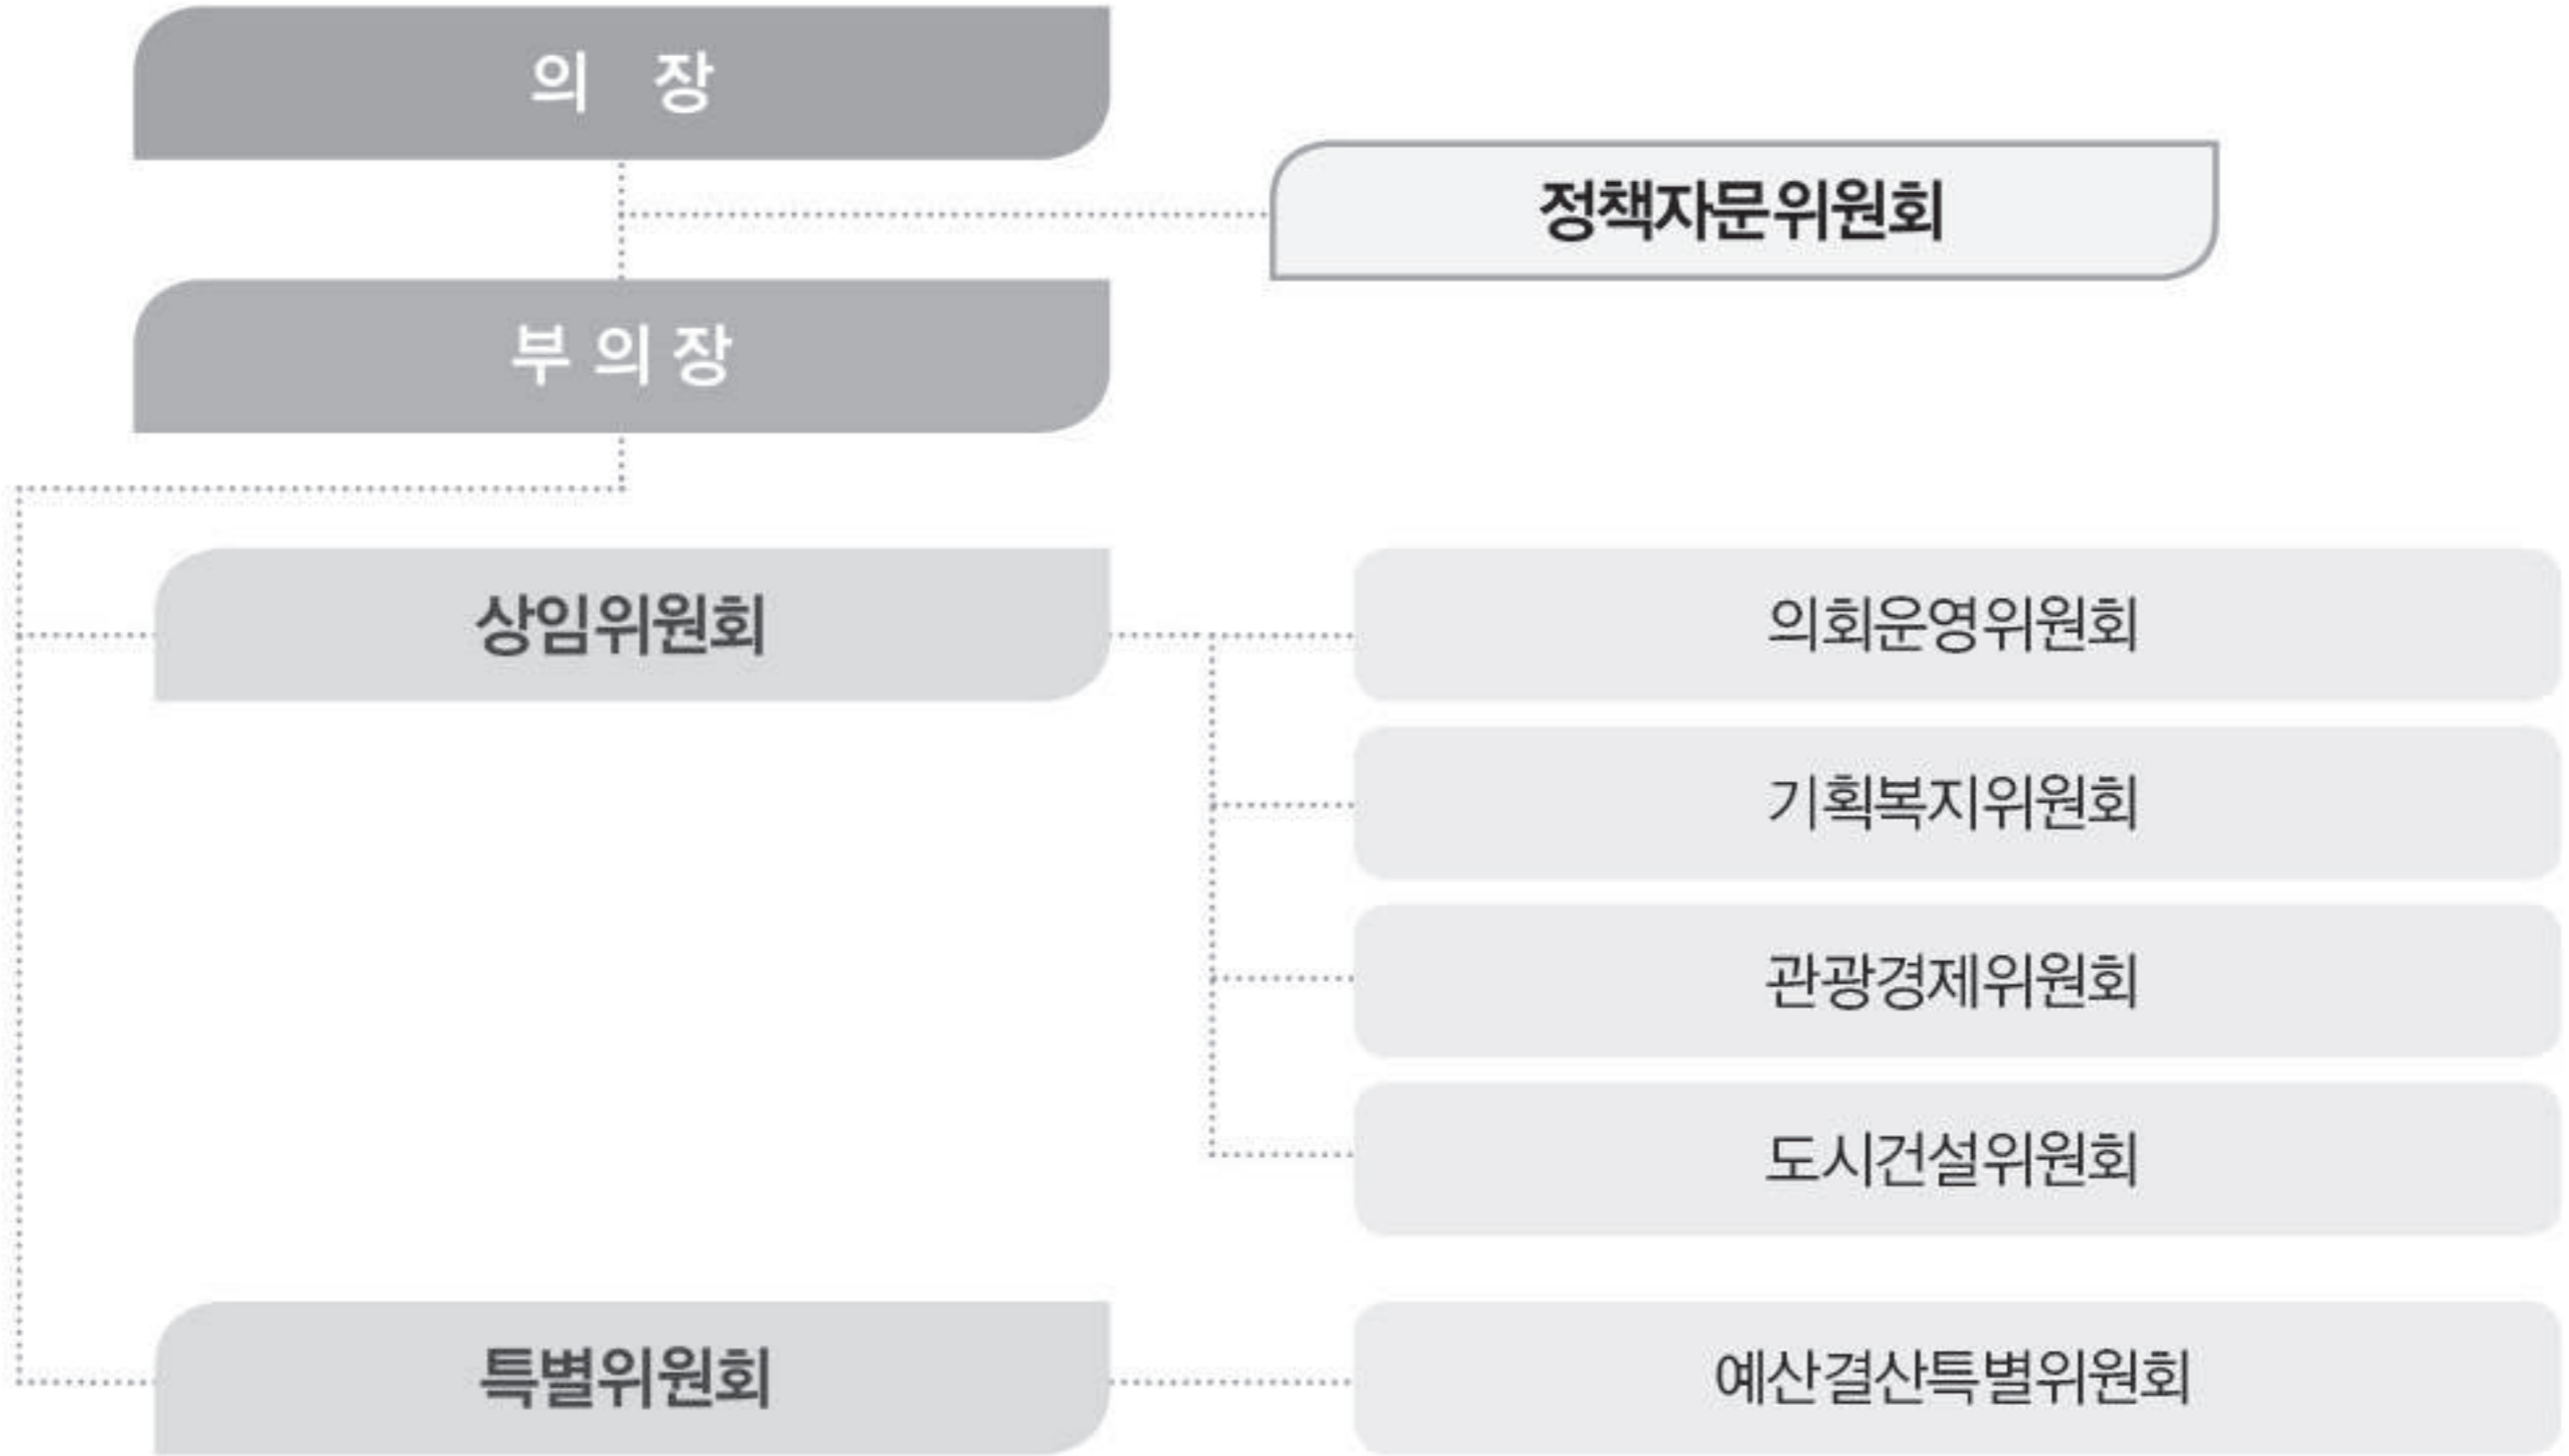 의 장
정책자문위원회
부의장
상임위원회
의회운영위원회
기획복지위원회
관광경제위원회
도시건설위원회
특별위원회
예산결산특별위원회